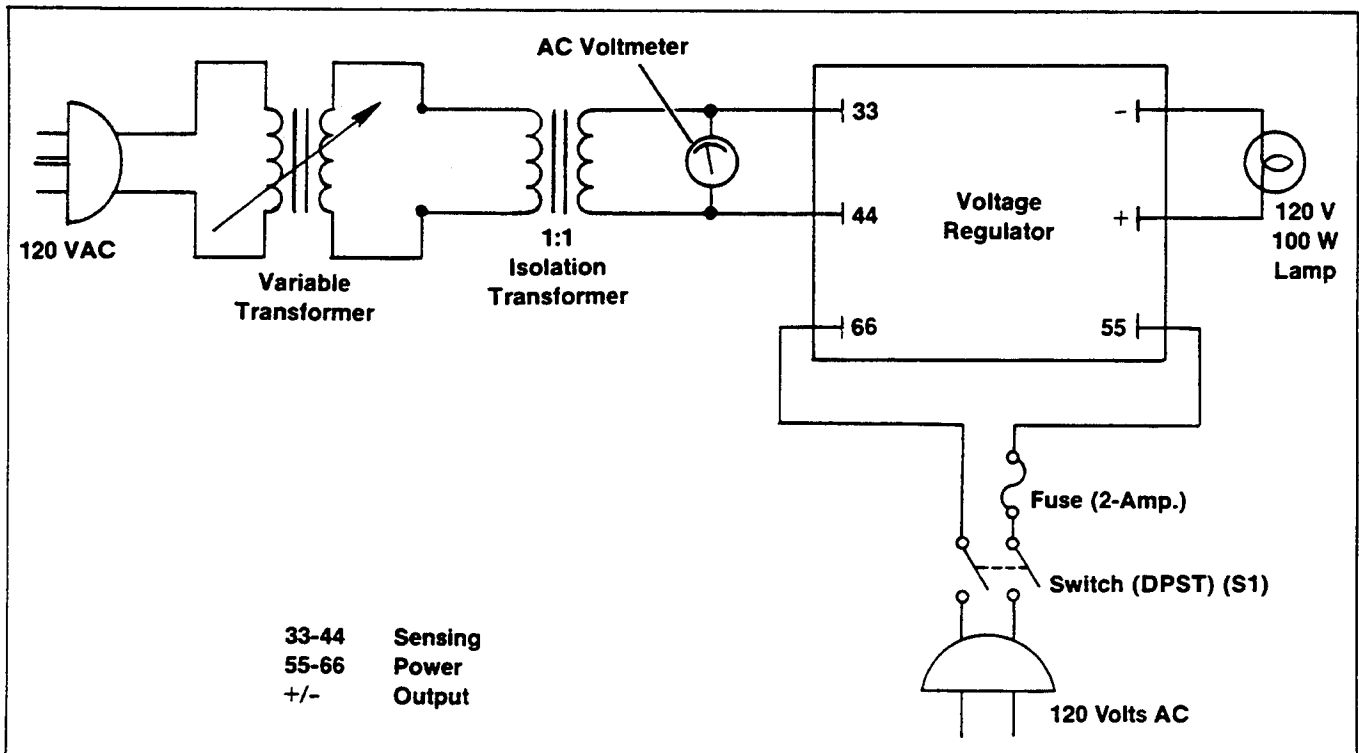 AC Voltmeter
120 VAC
Variable
Transformer
1:1
Isolation
Transformer
33
44
66
Voltage
Regulator
-
+
55
120 V
100 W
Lamp
Fuse (2-Amp.)
Switch (DPST) (S1)
120 Volts AC
33-44 Sensing
55-66 Power
+/- Output